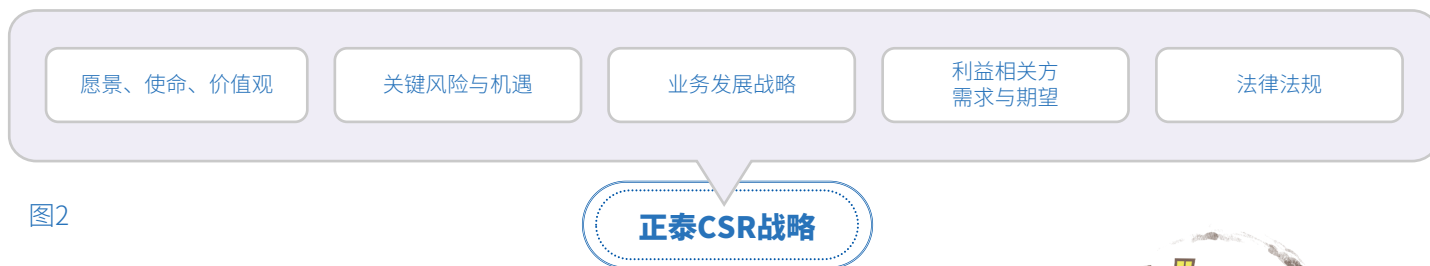 愿景、使命、价值观
关键风险与机遇
业务发展战略
利益相关方
需求与期望
法律法规
图2
正泰CSR战略